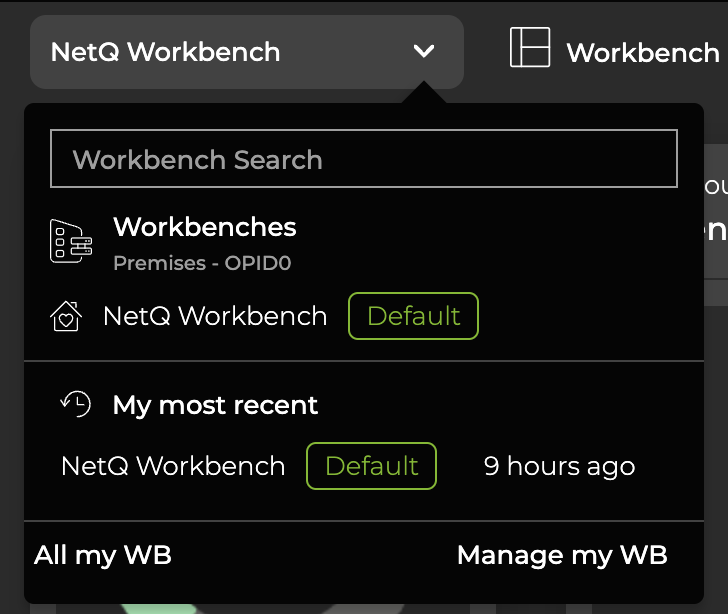 NetQ Workbench
Workbench
Workbench Search
Workbenches
Premises - OPID0
NetQ Workbench Default
My most recent
NetQ Workbench Default 9 hours ago
All my WB Manage my WB